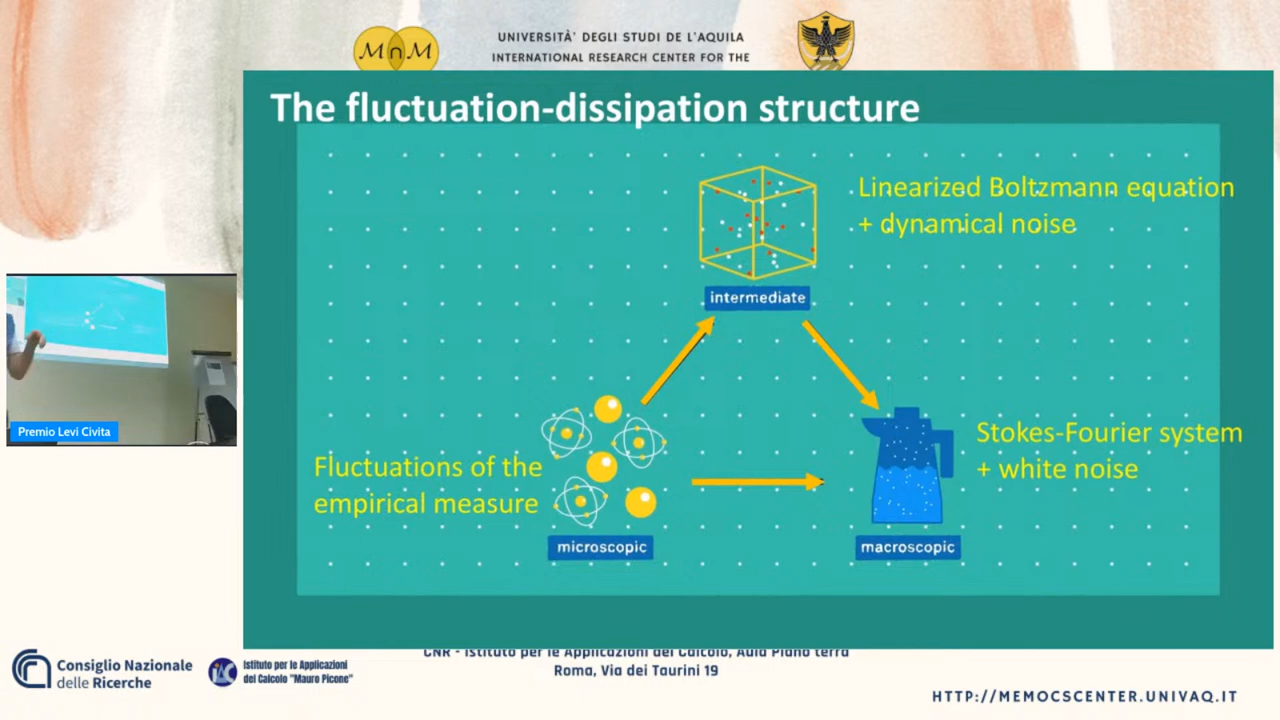 MnM
UNIVERSITÀ' DEGLI STUDI DE L'AQUILA
INTERNATIONAL RESEARCH CENTER FOR THE
The fluctuation-dissipation structure
Linearized Boltzmann equation
+ dynamical noise
intermediate
Fluctuations of the
empirical measure
microscopic
Stokes-Fourier system
+ white noise
macroscopic
Premio Levi Civita
Consiglio Nazionale
delle Ricerche
IAC
Istituto per le Applicazioni
del Calcolo "Mauro Picone"
CNR - Istituto per le Applicazioni del Calcolo, Aula Piano terra
Roma, Via dei Taurini 19
HTTP://MEMOCSCENTER.UNIVAQ.IT